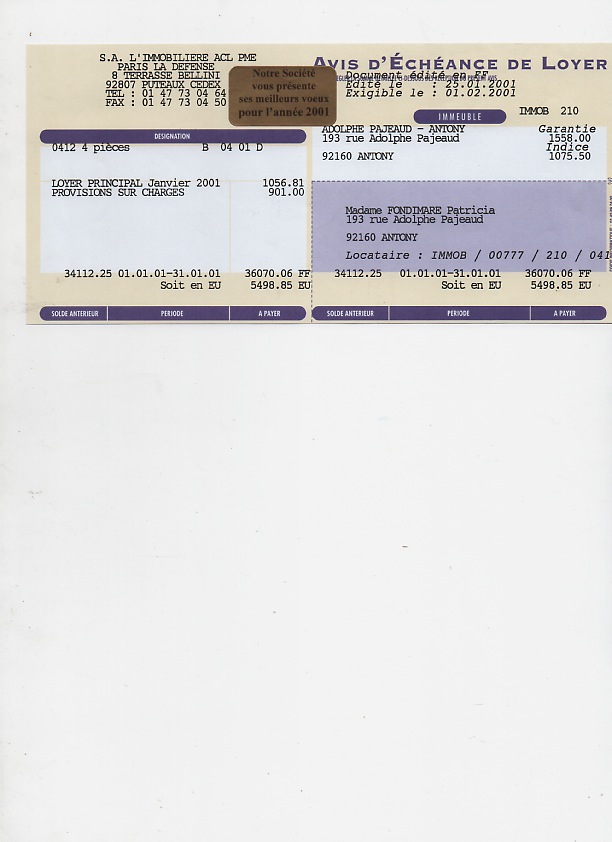 S.A. L'IMMOBILIERE ACL PME
PARIS LA DEFENSE
8 TERRASSE BELLINI
92807 PUTEAUX CEDEX
TEL : 01 47 73 04 64
FAX : 01 47 73 04 50
Notre Société
vous présente
ses meilleurs voeux
pour l'année 2001
AVIS D'ÉCHÉANCE DE LOYER
Document édité en FF
Edité le : 25.01.2001
Exigible le : 01.02.2001
IMMEUBLE
IMMOB 210
DESIGNATION
0412 4 pièces B 04 01 D
LOYER PRINCIPAL Janvier 2001 1056.81
PROVISIONS SUR CHARGES 901.00
34112.25 01.01.01-31.01.01 36070.06 FF
Soit en EU 5498.85 EU
SOLDE ANTERIEUR PERIODE A PAYER
ADOLPHE PAJEAUD - ANTONY Garantie
193 rue Adolphe Pajeaud 1558.00
Indice
92160 ANTONY 1075.50
Madame FONDIMARE Patricia
193 rue Adolphe Pajeaud
92160 ANTONY
Locataire : IMMOB / 00777 / 210 / 041
34112.25 01.01.01-31.01.01 36070.06 FF
Soit en EU 5498.85 EU
SOLDE ANTERIEUR PERIODE A PAYER